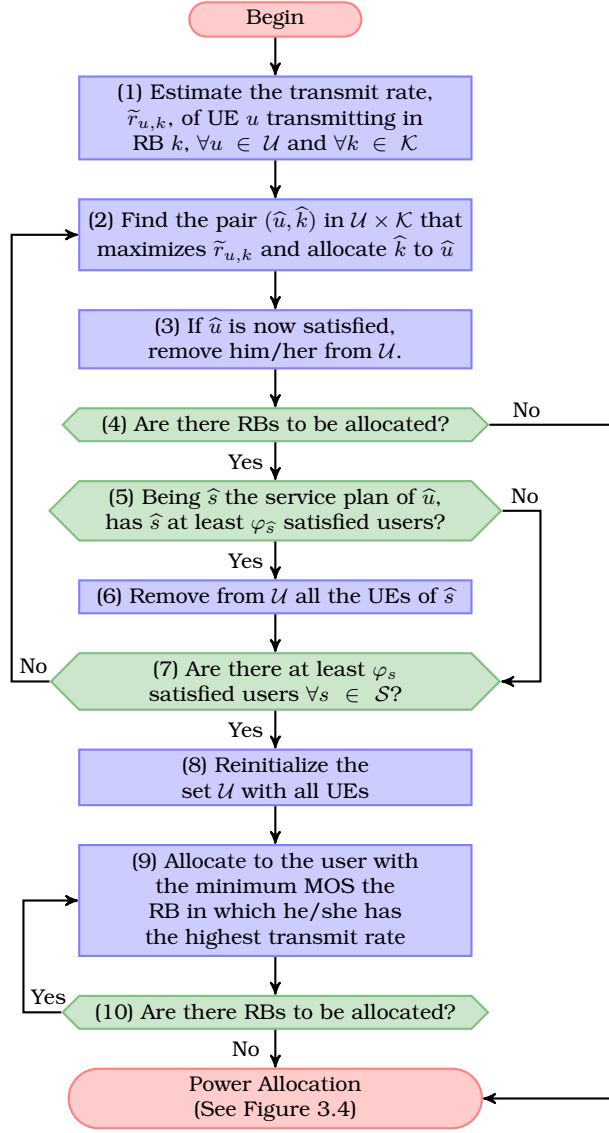 Begin
(1) Estimate the transmit rate,
r̃u,k, of UE u transmitting in
RB k, ∀u ∈ 𝒰 and ∀k ∈ 𝒦
(2) Find the pair (û, k̂) in 𝒰 × 𝒦 that
maximizes r̃u,k and allocate k̂ to û
(3) If û is now satisfied,
remove him/her from 𝒰.
(4) Are there RBs to be allocated?
No
Yes
(5) Being ŝ the service plan of û,
has ŝ at least φŝ satisfied users?
No
Yes
(6) Remove from 𝒰 all the UEs of ŝ
No
(7) Are there at least φs
satisfied users ∀s ∈ 𝒮?
Yes
(8) Reinitialize the
set 𝒰 with all UEs
(9) Allocate to the user with
the minimum MOS the
RB in which he/she has
the highest transmit rate
Yes
(10) Are there RBs to be allocated?
No
Power Allocation
(See Figure 3.4)